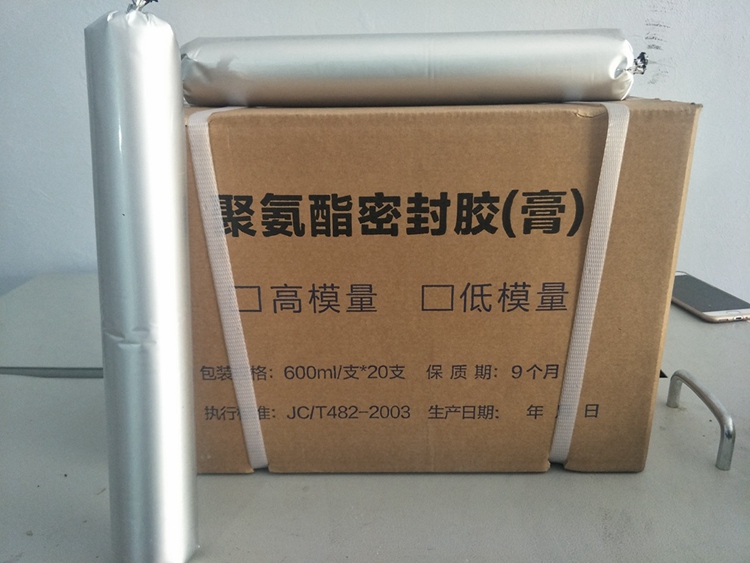 聚氨酯密封胶(膏)
□高模量 □低模量
包装规格: 600ml/支*20支 保质期: 9个月
执行标准: JC/T482-2003 生产日期: 年 日